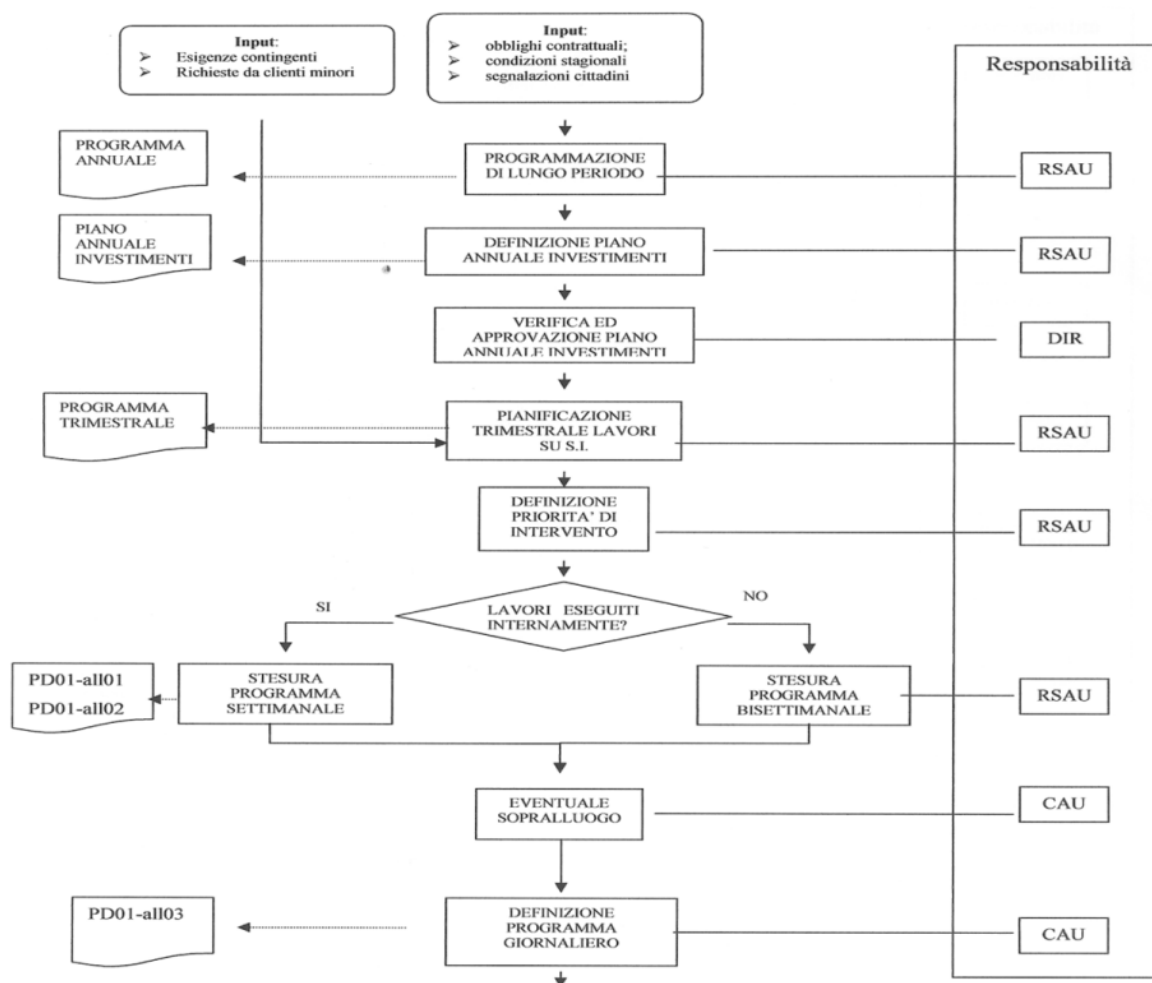 Input:
➢ Esigenze contingenti
➢ Richieste da clienti minori
Input:
➢ obblighi contrattuali;
➢ condizioni stagionali
➢ segnalazioni cittadini
Responsabilità
PROGRAMMA
ANNUALE
PROGRAMMAZIONE
DI LUNGO PERIODO
RSAU
PIANO
ANNUALE
INVESTIMENTI
DEFINIZIONE PIANO
ANNUALE INVESTIMENTI
RSAU
VERIFICA ED
APPROVAZIONE PIANO
ANNUALE INVESTIMENTI
DIR
PROGRAMMA
TRIMESTRALE
PIANIFICAZIONE
TRIMESTRALE LAVORI
SU S.I.
RSAU
DEFINIZIONE
PRIORITA' DI
INTERVENTO
RSAU
SI
LAVORI ESEGUITI
INTERNAMENTE?
NO
PD01-all01
PD01-all02
STESURA
PROGRAMMA
SETTIMANALE
STESURA
PROGRAMMA
BISETTIMANALE
RSAU
EVENTUALE
SOPRALLUOGO
CAU
PD01-all03
DEFINIZIONE
PROGRAMMA
GIORNALIERO
CAU